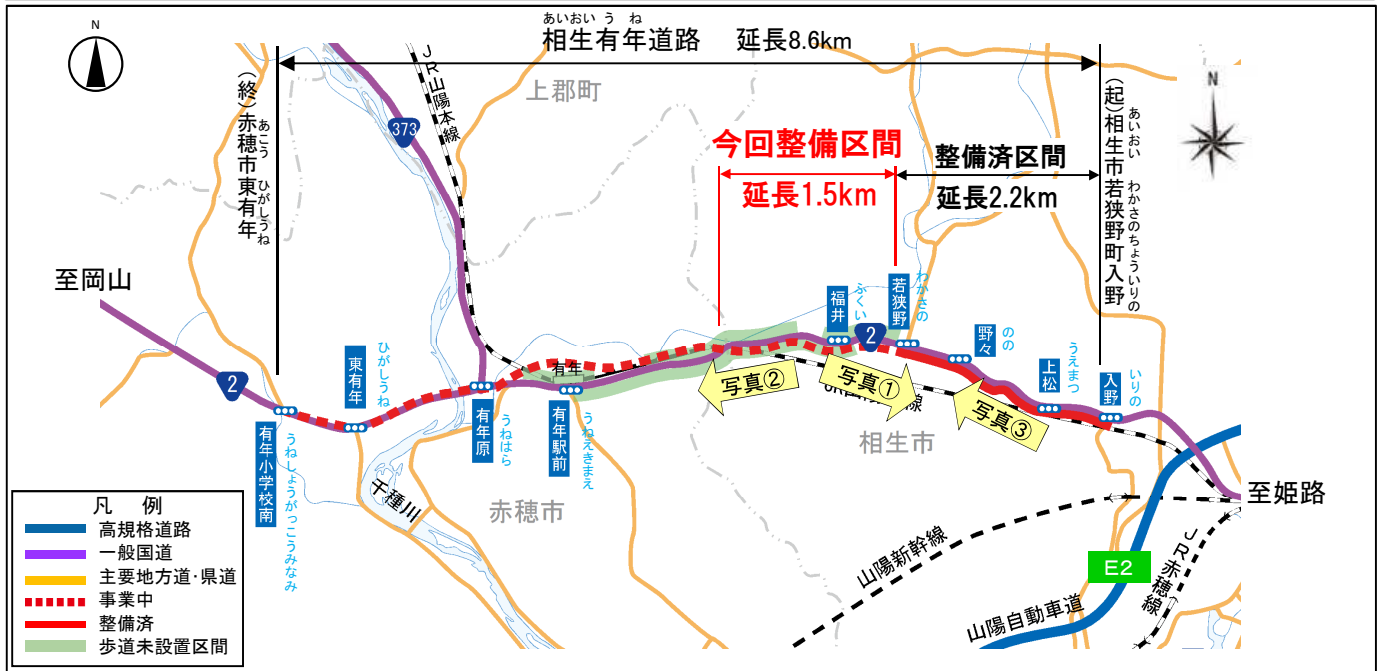 N
あいおい う ね
相生有年道路 延長8.6km
(終)赤穂市東有年
あこう ひがしうね
(起)相生市若狭野町入野
あいおい わかさのちょういりの
N
上郡町
JR山陽本線
373
今回整備区間
延長1.5km
整備済区間
延長2.2km
至岡山
2
有年小学校南
うねしょうがっこうみなみ
東有年
ひがしうね
有年原
うねはら
有年
有年駅前
うねえきまえ
福井
ふくい
2
若狭野
わかさの
野々
のの
上松
うえまつ
入野
いりの
写真②
写真①
写真③
線
相生市
赤穂市
千種川
至姫路
山陽新幹線
JR赤穂線
E2
山陽自動車道
凡 例
高規格道路
一般国道
主要地方道・県道
事業中
整備済
歩道未設置区間